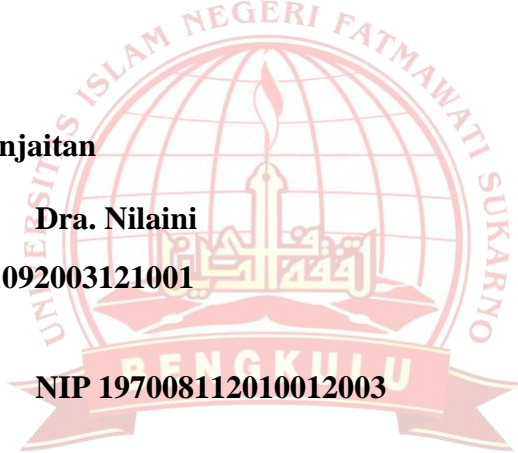 UNIVERSITAS ISLAM NEGERI FATMAWATI SUKARNO
njaitan
Dra. Nilaini
092003121001
BENGKULU
NIP 197008112010012003